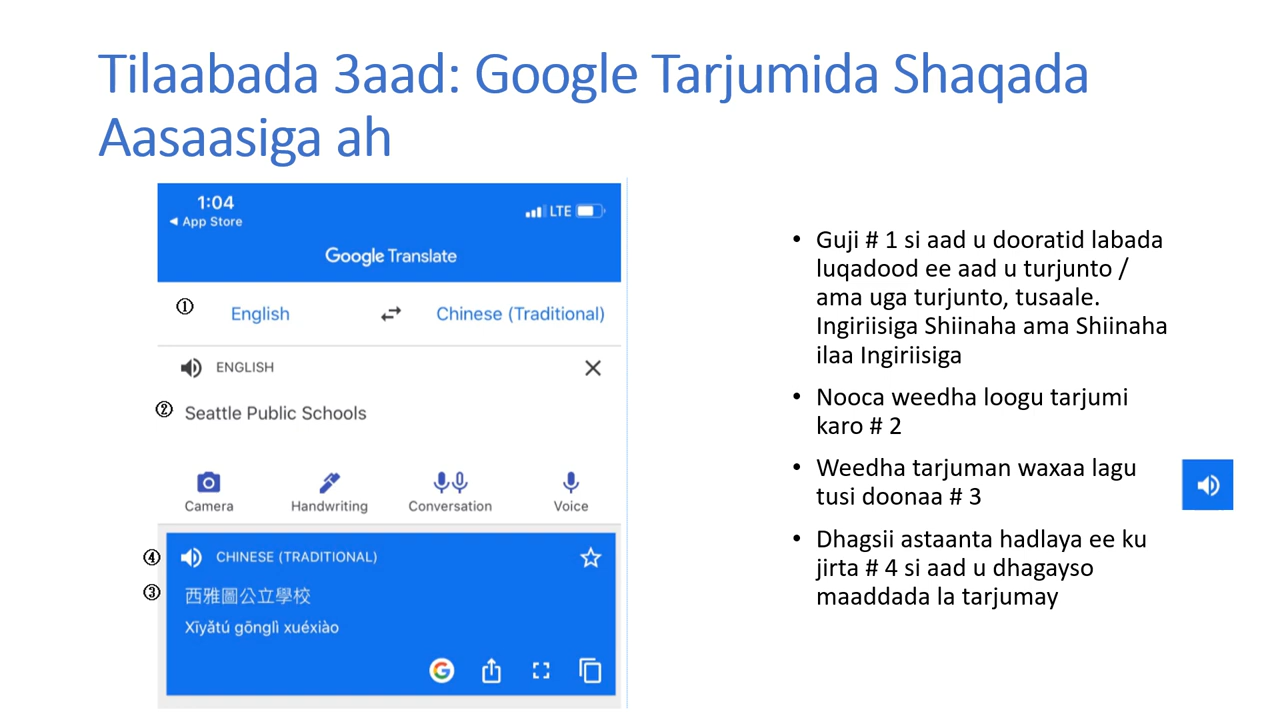 Tilaabada 3aad: Google Tarjumida Shaqada
Aasaasiga ah
1:04
◀ App Store
LTE
Google Translate
① English Chinese (Traditional)
ENGLISH
② Seattle Public Schools
Camera Handwriting Conversation Voice
④ CHINESE (TRADITIONAL)
③ 西雅圖公立學校
Xīyǎtú gōnglì xuéxiào
G
• Guji # 1 si aad u dooratid labada
luqadood ee aad u turjunto /
ama uga turjunto, tusaale.
Ingiriisiga Shiinaha ama Shiinaha
ilaa Ingiriisiga
• Nooca weedha loogu tarjumi
karo # 2
• Weedha tarjuman waxaa lagu
tusi doonaa # 3
• Dhagsii astaanta hadlaya ee ku
jirta # 4 si aad u dhagayso
maaddada la tarjumay